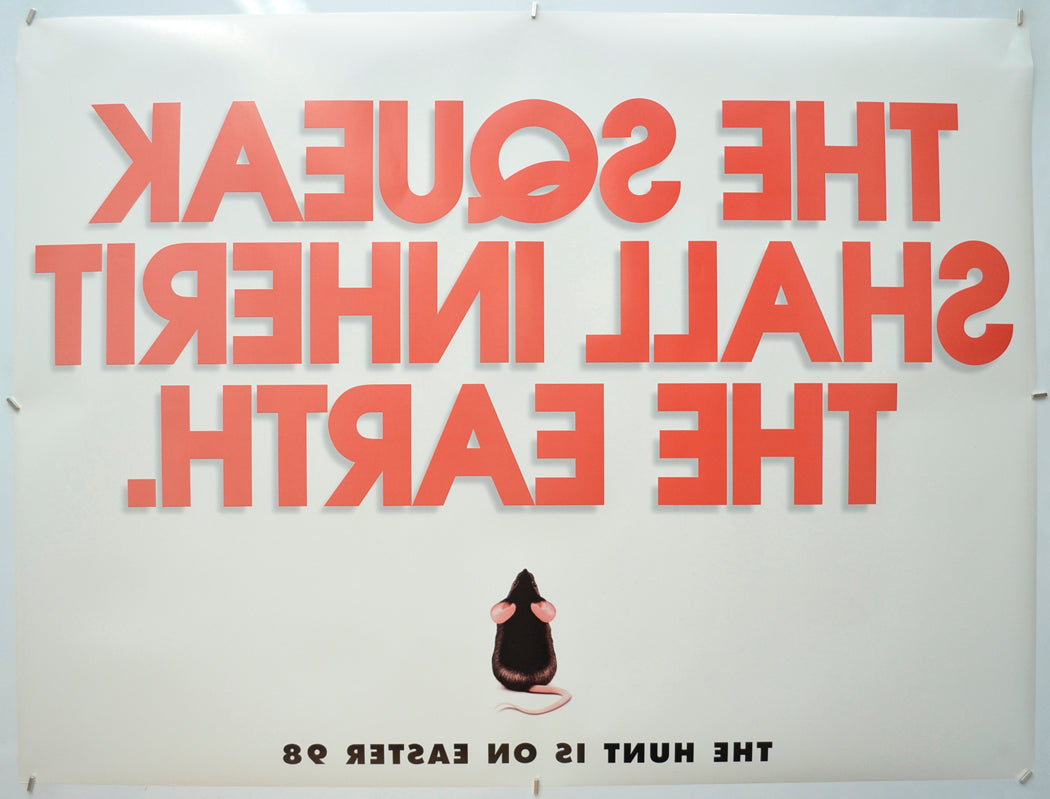 THE SQUEAK
SHALL INHERIT
THE EARTH.
THE HUNT IS ON EASTER 98